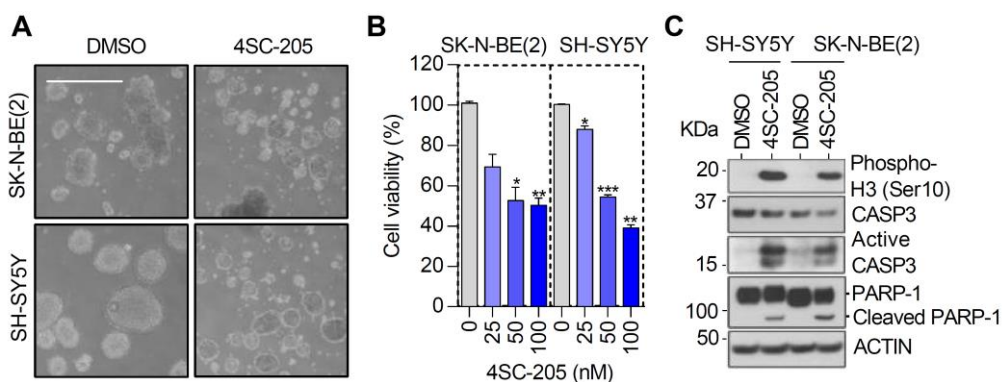 A
DMSO
4SC-205
SK-N-BE(2)
SH-SY5Y
B
SK-N-BE(2) SH-SY5Y
Cell viability (%)
120
100
80
60
40
20
0
* ** * *** **
0 25 50 100 0 25 50 100
4SC-205 (nM)
C
SH-SY5Y SK-N-BE(2)
KDa DMSO 4SC-205 DMSO 4SC-205
20 Phospho-
H3 (Ser10)
37 CASP3
Active
15 CASP3
PARP-1
100 Cleaved PARP-1
50 ACTIN